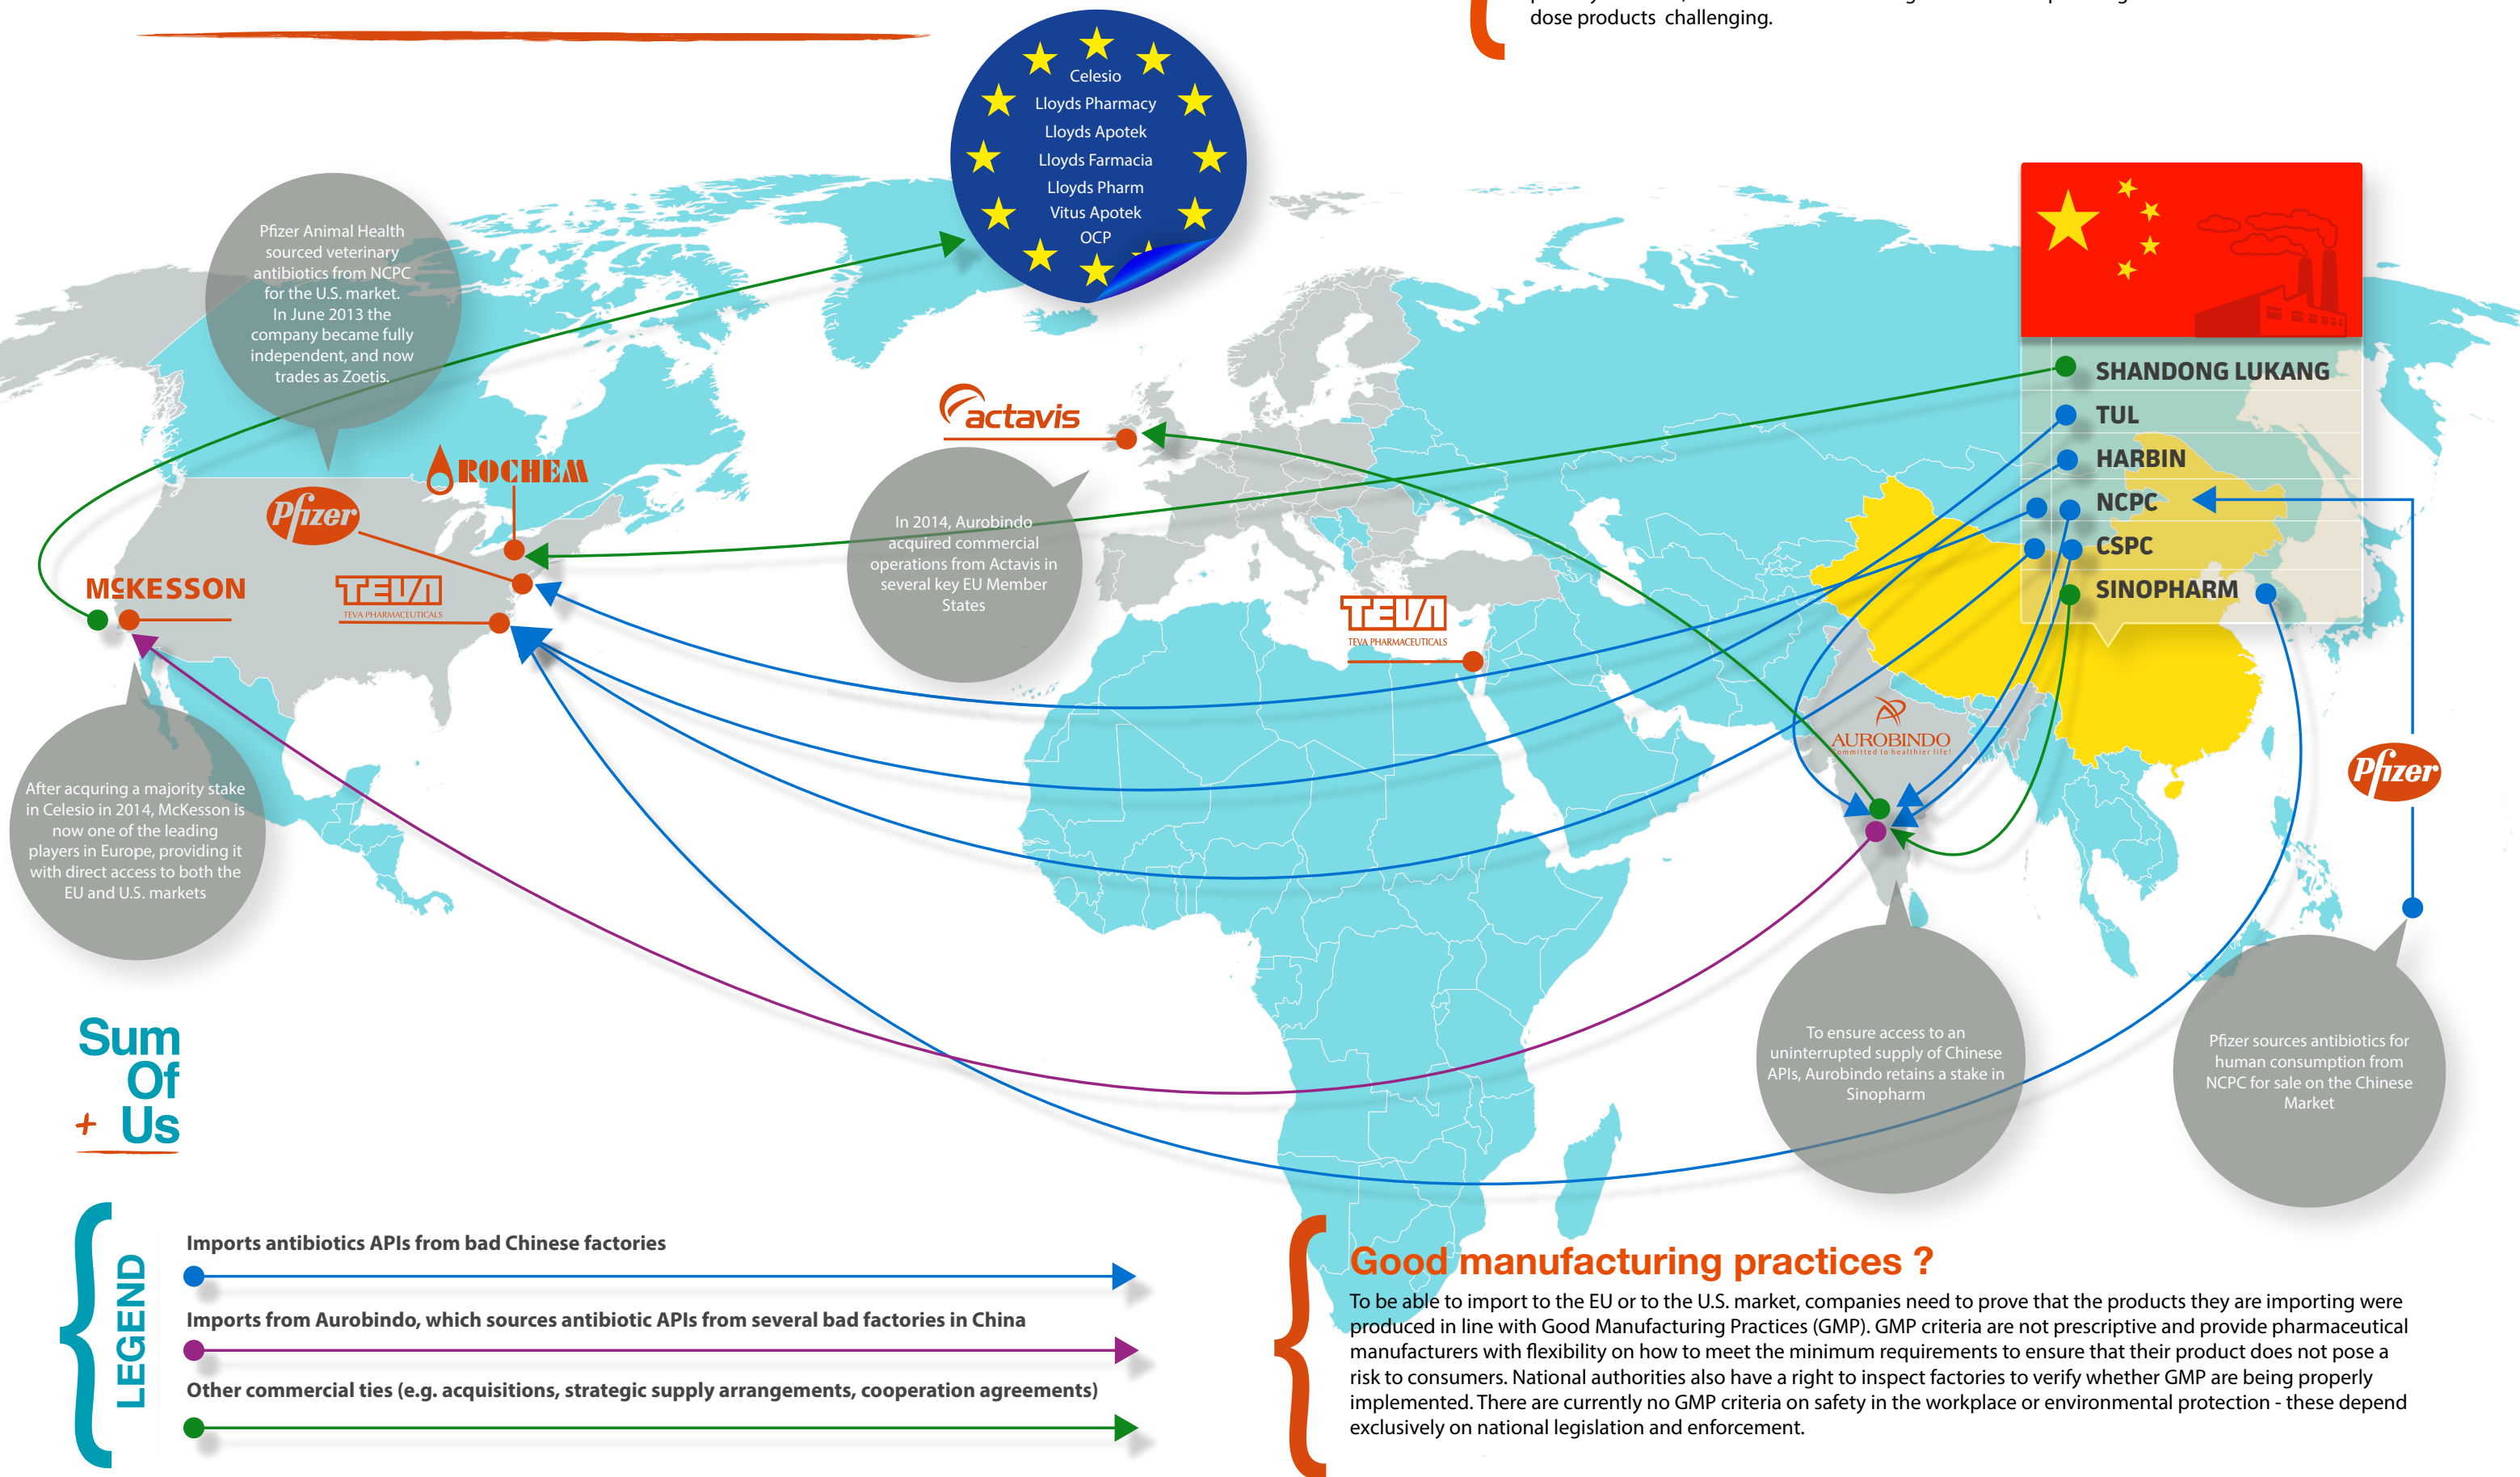 dose products challenging.
Celesio
Lloyds Pharmacy
Lloyds Apotek
Lloyds Farmacia
Lloyds Pharm
Vitus Apotek
OCP
Pfizer Animal Health
sourced veterinary
antibiotics from NCPC
for the U.S. market.
In June 2013 the
company became fully
independent, and now
trades as Zoetis.
SHANDONG LUKANG
TUL
HARBIN
NCPC
CSPC
SINOPHARM
actavis
ROCHEM
Pfizer
In 2014, Aurobindo
acquired commercial
operations from Actavis in
several key EU Member
States
McKESSON
TEVA
TEVA PHARMACEUTICALS
TEVA
TEVA PHARMACEUTICALS
AUROBINDO
Committed to healthier life!
Pfizer
After acquring a majority stake
in Celesio in 2014, McKesson is
now one of the leading
players in Europe, providing it
with direct access to both the
EU and U.S. markets
To ensure access to an
uninterrupted supply of Chinese
APIs, Aurobindo retains a stake in
Sinopharm
Pfizer sources antibiotics for
human consumption from
NCPC for sale on the Chinese
Market
Sum
Of
+ Us
LEGEND
Imports antibiotics APIs from bad Chinese factories
Imports from Aurobindo, which sources antibiotic APIs from several bad factories in China
Other commercial ties (e.g. acquisitions, strategic supply arrangements, cooperation agreements)
Good manufacturing practices ?
To be able to import to the EU or to the U.S. market, companies need to prove that the products they are importing were
produced in line with Good Manufacturing Practices (GMP). GMP criteria are not prescriptive and provide pharmaceutical
manufacturers with flexibility on how to meet the minimum requirements to ensure that their product does not pose a
risk to consumers. National authorities also have a right to inspect factories to verify whether GMP are being properly
implemented. There are currently no GMP criteria on safety in the workplace or environmental protection - these depend
exclusively on national legislation and enforcement.